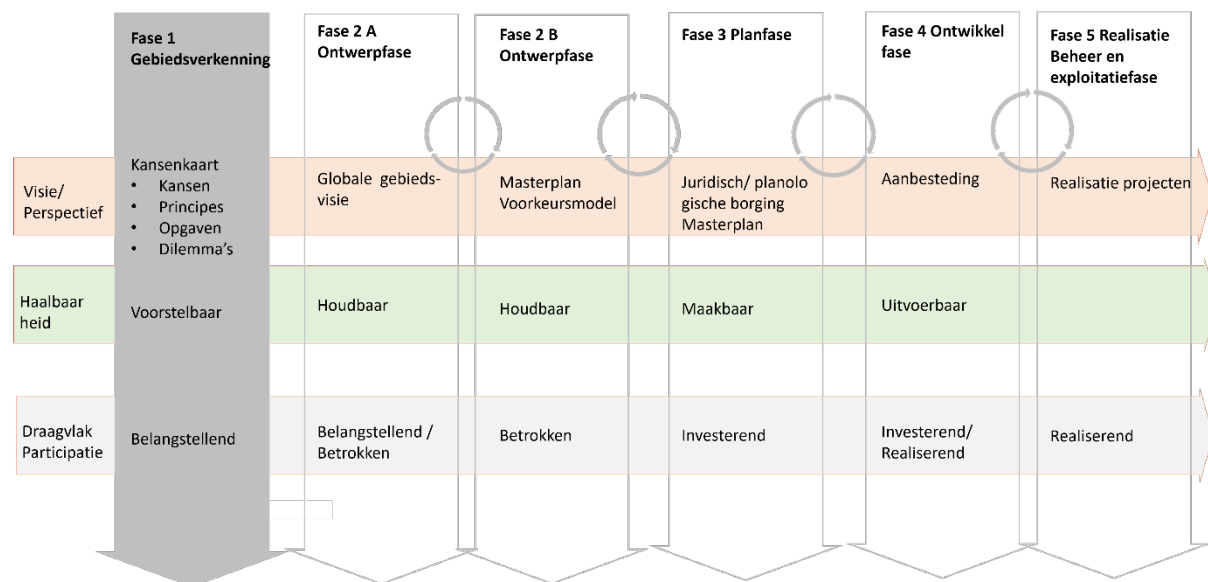 Fase 1
Gebiedsverkenning
Fase 2 A
Ontwerpfase
Fase 2 B
Ontwerpfase
Fase 3 Planfase
Fase 4 Ontwikkel
fase
Fase 5 Realisatie
Beheer en
exploitatiefase
Visie/
Perspectief
Kansenkaart
• Kansen
• Principes
• Opgaven
• Dilemma’s
Globale gebieds-
visie
Masterplan
Voorkeursmodel
Juridisch/ planolo
gische borging
Masterplan
Aanbesteding
Realisatie projecten
Haalbaar
heid
Voorstelbaar
Houdbaar
Houdbaar
Maakbaar
Uitvoerbaar
Draagvlak
Participatie
Belangstellend
Belangstellend /
Betrokken
Betrokken
Investerend
Investerend/
Realiserend
Realiserend